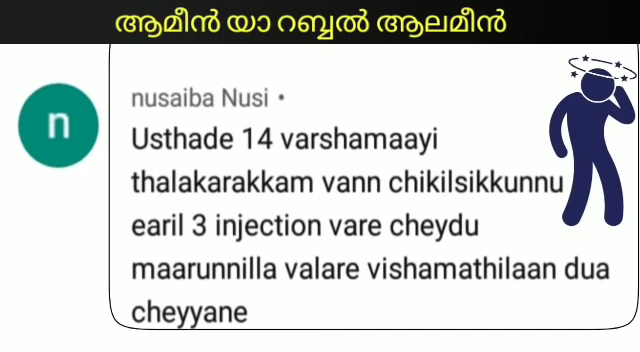 ആമീൻ യാ റബ്ബൽ ആലമീൻ
n
nusaiba Nusi •
Usthade 14 varshamaayi
thalakarakkam vann chikilsikkunnu
earil 3 injection vare cheydu
maarunnilla valare vishamathilaan dua
cheyyane